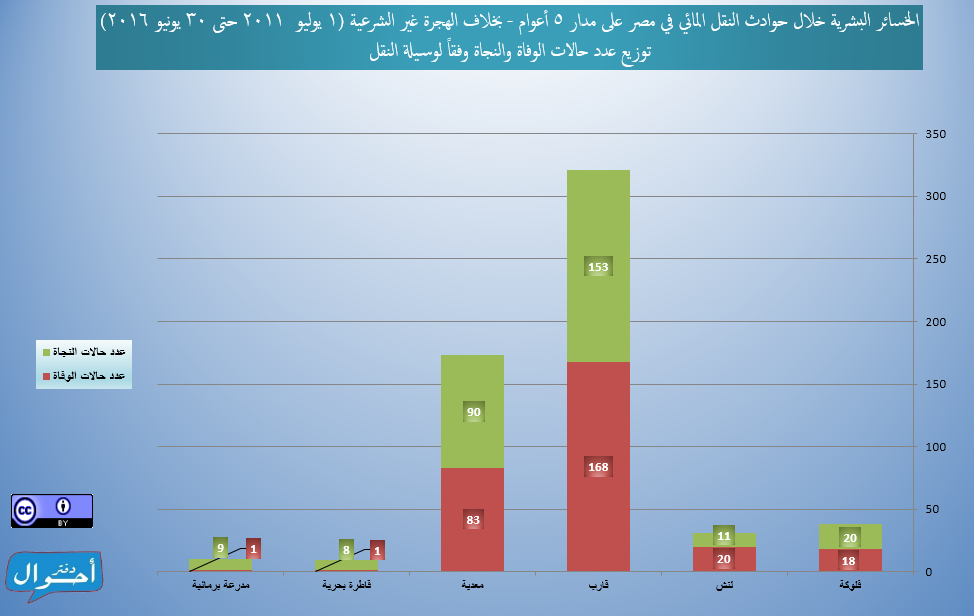 الخسائر البشرية خلال حوادث النقل المائي في مصر على مدار ٥ أعوام - بخلاف الهجرة غير الشرعية (١ يوليو ٢٠١١ حتى ٣٠ يونيو ٢٠١٦)
توزيع عدد حالات الوفاة والنجاة وفقاً لوسيلة النقل
350
300
250
200
150
100
50
0
153
168
90
83
20
18
11
20
8
1
9
1
فلوكة
لنش
قارب
معدية
قاطرة بحرية
مدرعة برمائية
عدد حالات النجاة
عدد حالات الوفاة
cc
BY
دفتر
أحوال